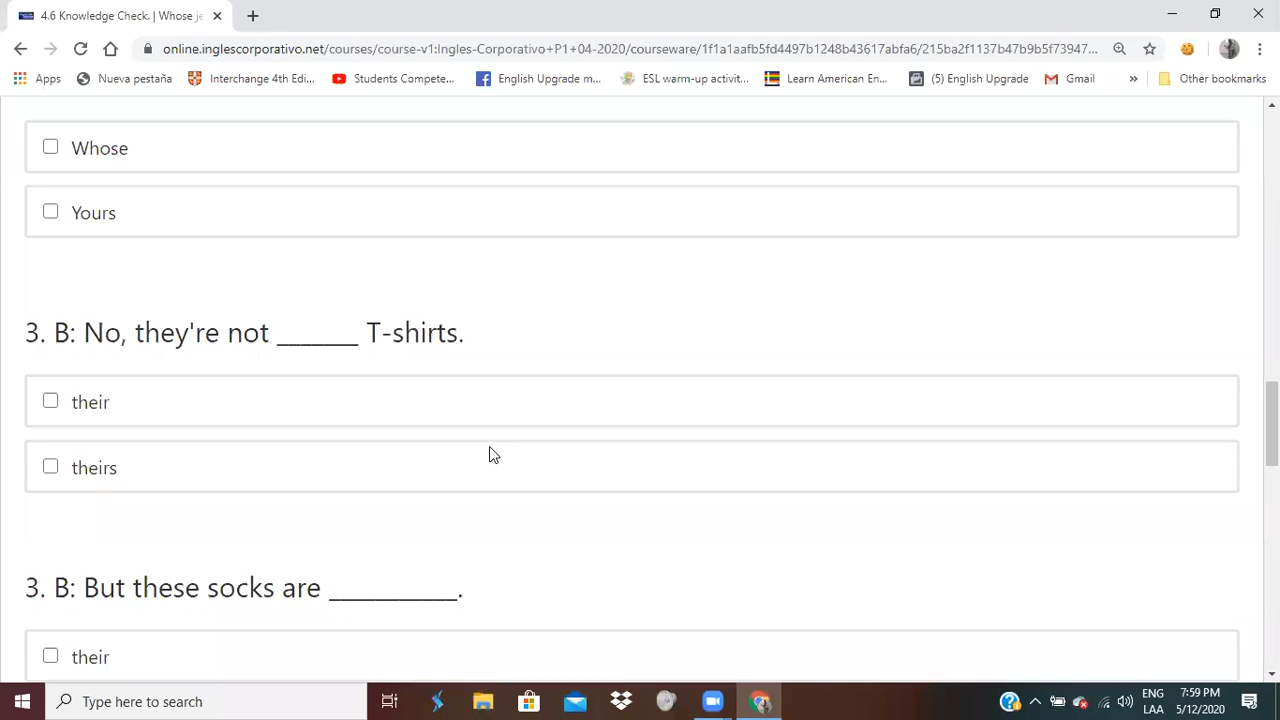 4.6 Knowledge Check. | Whose je
online.inglescorporativo.net/courses/course-v1:Ingles-Corporativo+P1+04-2020/courseware/1f1a1aafb5fd4497b1248b43617abfa6/215ba2f1137b47b9b5f73947...
Apps Nueva pestaña Interchange 4th Edi... Students Compete... English Upgrade m... ESL warm-up activit... Learn American En... (5) English Upgrade Gmail » Other bookmarks
Whose
Yours
3. B: No, they're not _______ T-shirts.
their
theirs
3. B: But these socks are ___________.
their
Type here to search
ENG 7:59 PM
LAA 5/12/2020